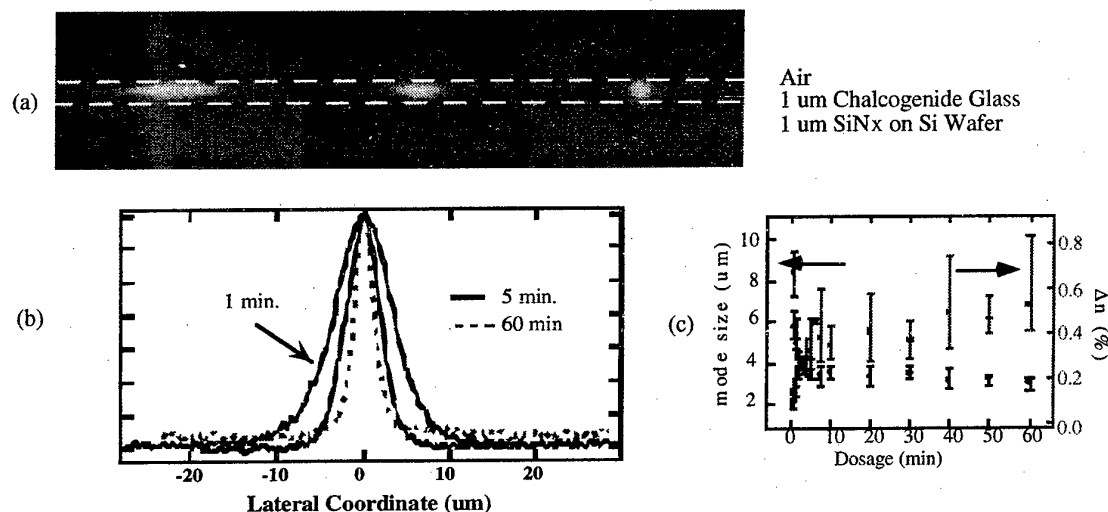 (a)
Air
1 um Chalcogenide Glass
1 um SiNx on Si Wafer
(b)
1 min.
5 min.
60 min
-20
-10
0
10
20
Lateral Coordinate (um)
(c)
mode size (um)
10
8
6
4
2
0.8
0.6
0.4
0.2
0.0
Δn (%)
0
10
20
30
40
50
60
Dosage (min)